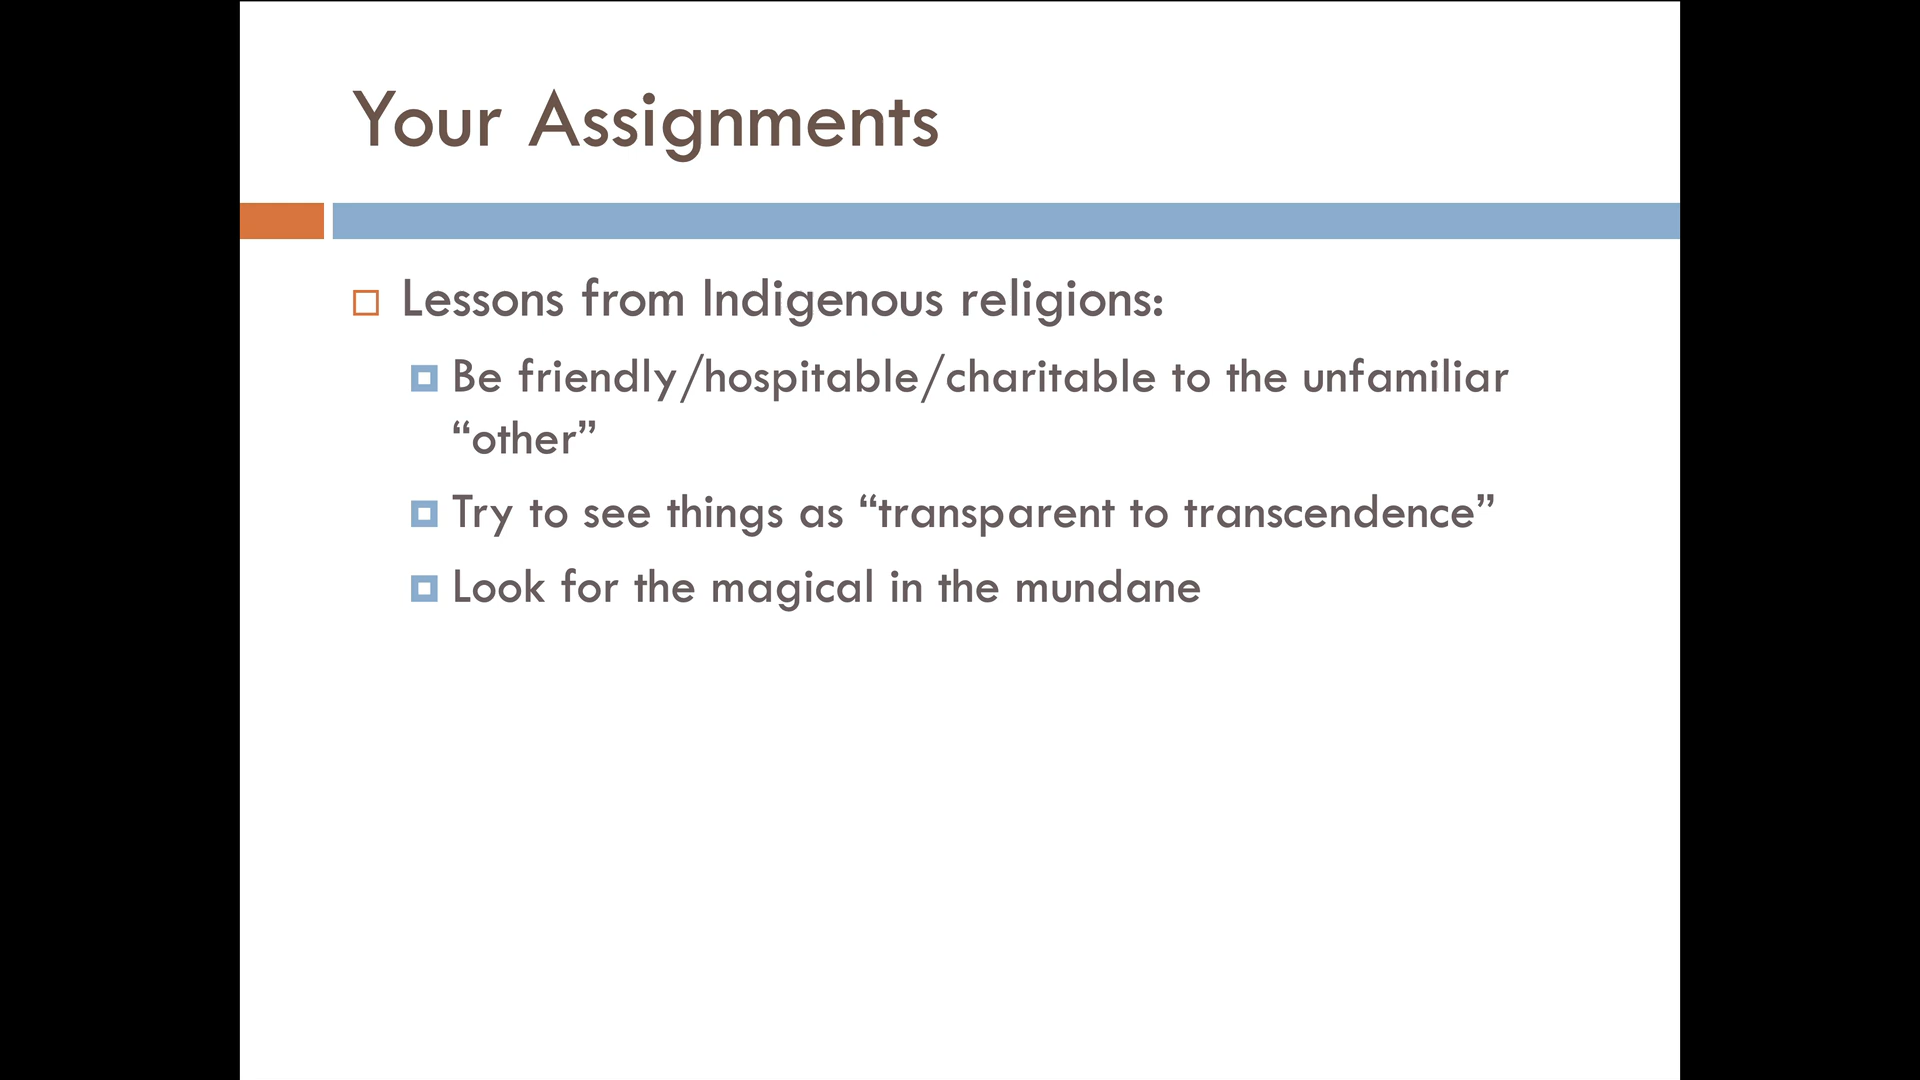 Your Assignments
Lessons from Indigenous religions:
Be friendly/hospitable/charitable to the unfamiliar
“other”
Try to see things as “transparent to transcendence”
Look for the magical in the mundane